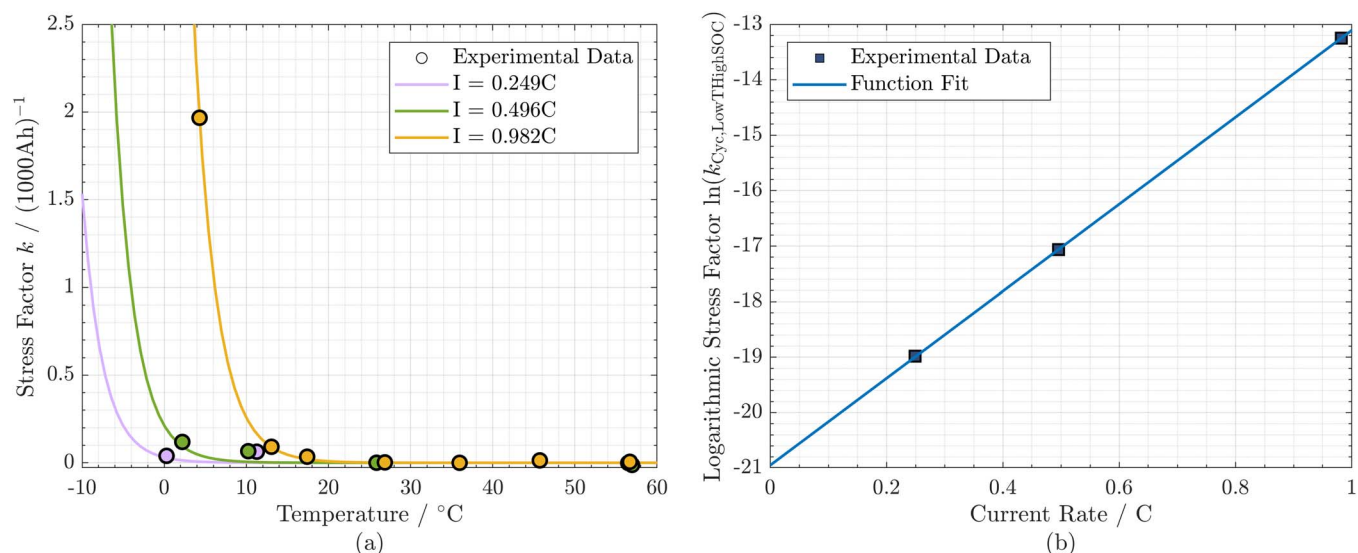 Stress Factor k / (1000Ah)⁻¹
2.5
2
1.5
1
0.5
0
-10
0
10
20
30
40
50
60
Temperature / °C
Experimental Data
I = 0.249C
I = 0.496C
I = 0.982C
(a)
Logarithmic Stress Factor ln(k_Cyc,LowTHighSOC)
-13
-14
-15
-16
-17
-18
-19
-20
-21
0
0.2
0.4
0.6
0.8
1
Current Rate / C
Experimental Data
Function Fit
(b)